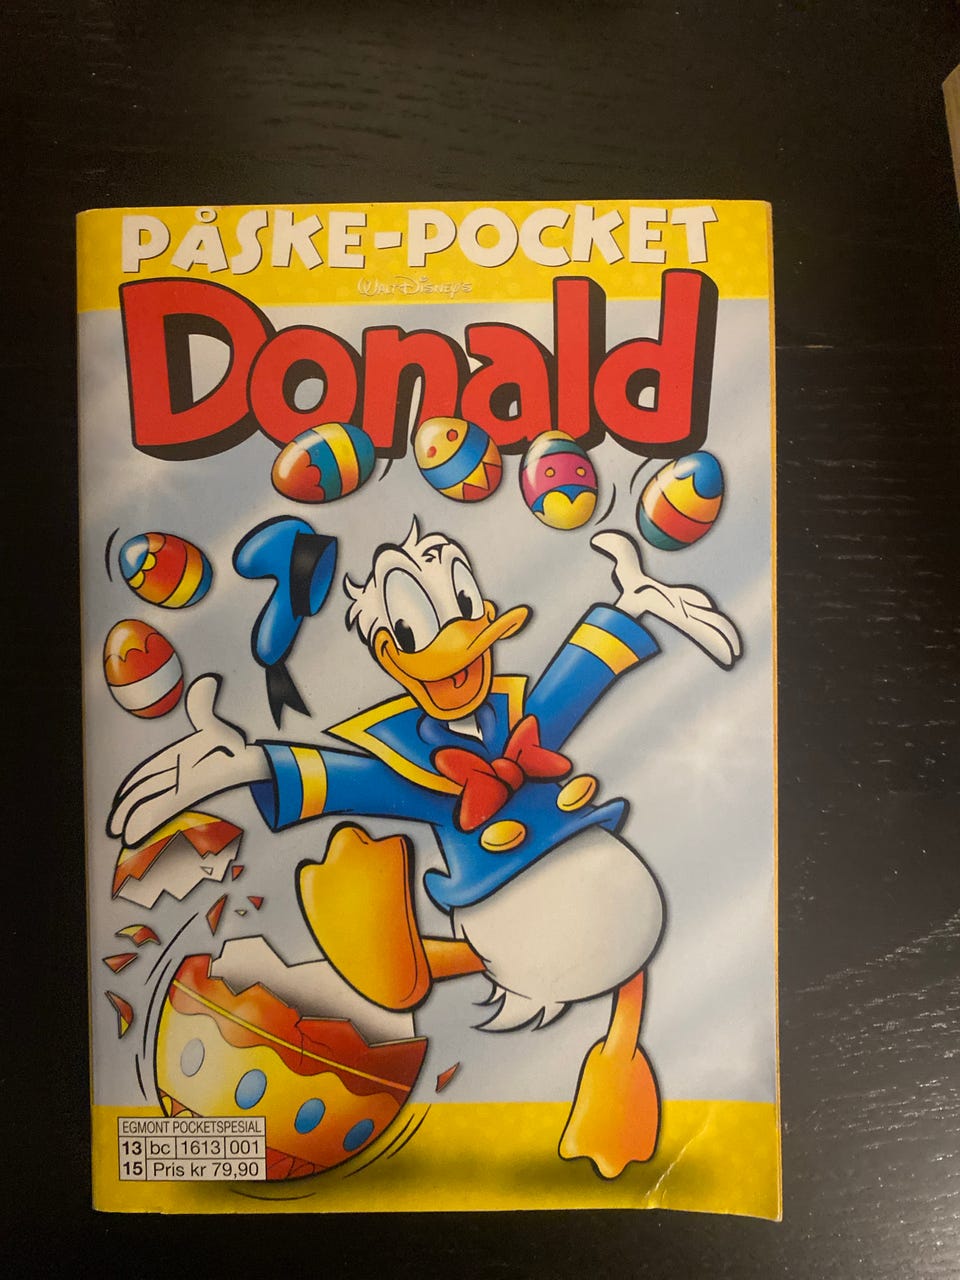 PÅSKE-POCKET
WALT DISNEY'S
Donald
EGMONT POCKETSPESIAL
13 bc 1613 001
15 Pris kr 79,90